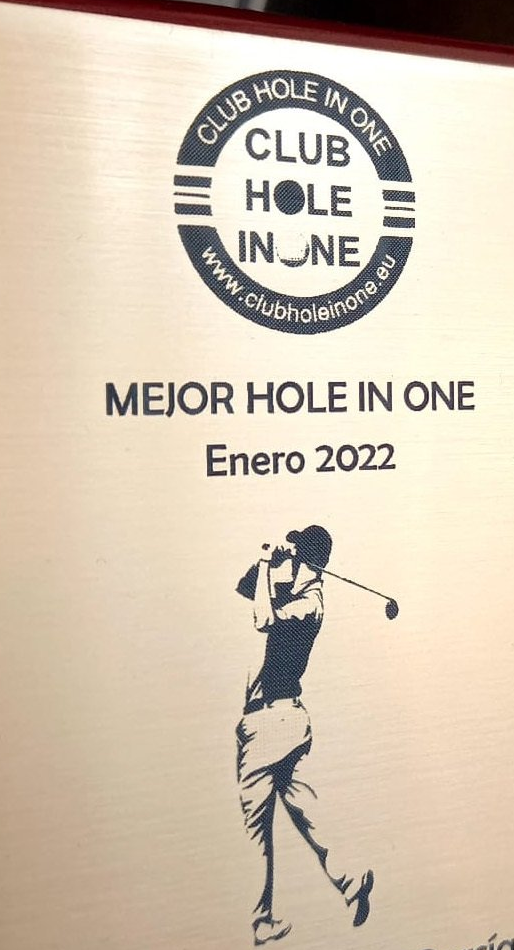 CLUB HOLE IN ONE
CLUB
HOLE
IN ONE
www.clubholeinone.eu
MEJOR HOLE IN ONE
Enero 2022